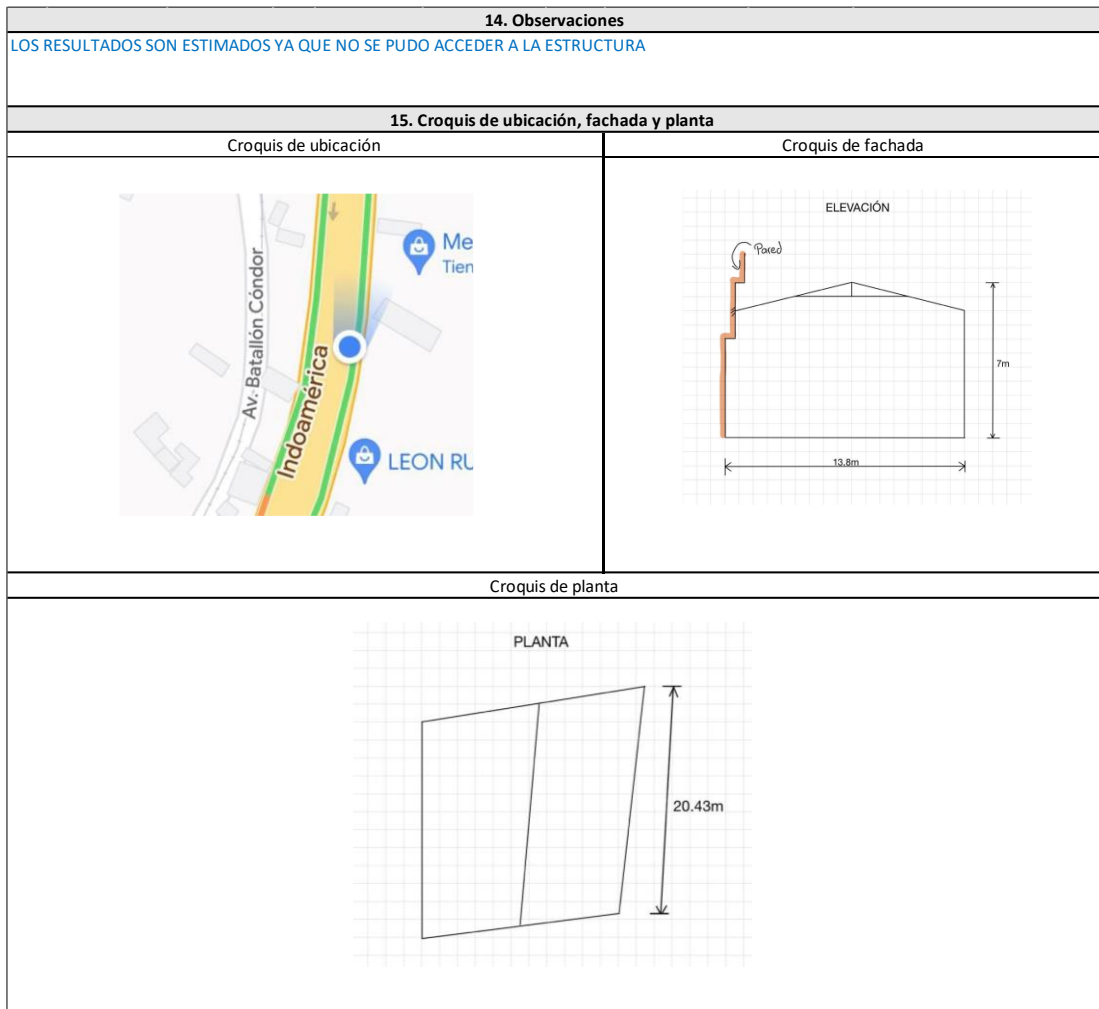 14. Observaciones
LOS RESULTADOS SON ESTIMADOS YA QUE NO SE PUDO ACCEDER A LA ESTRUCTURA
15. Croquis de ubicación, fachada y planta
Croquis de ubicación
Croquis de fachada
Av. Batallón Cóndor
Indoamérica
Me
Tien
LEON RU
ELEVACIÓN
Pared
7m
13.8m
Croquis de planta
PLANTA
20.43m